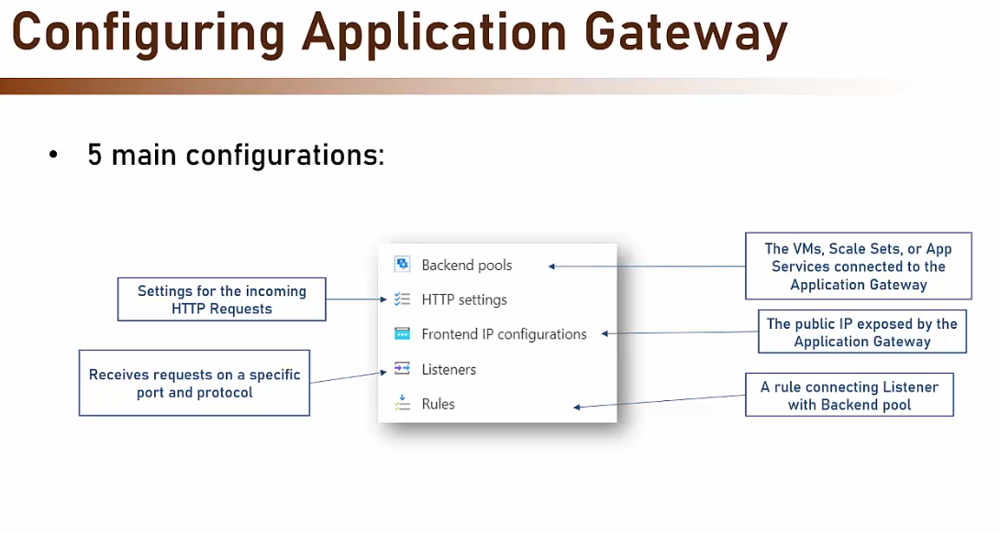 Configuring Application Gateway
• 5 main configurations:
Backend pools
HTTP settings
Frontend IP configurations
Listeners
Rules
Settings for the incoming
HTTP Requests
Receives requests on a specific
port and protocol
The VMs, Scale Sets, or App
Services connected to the
Application Gateway
The public IP exposed by the
Application Gateway
A rule connecting Listener
with Backend pool